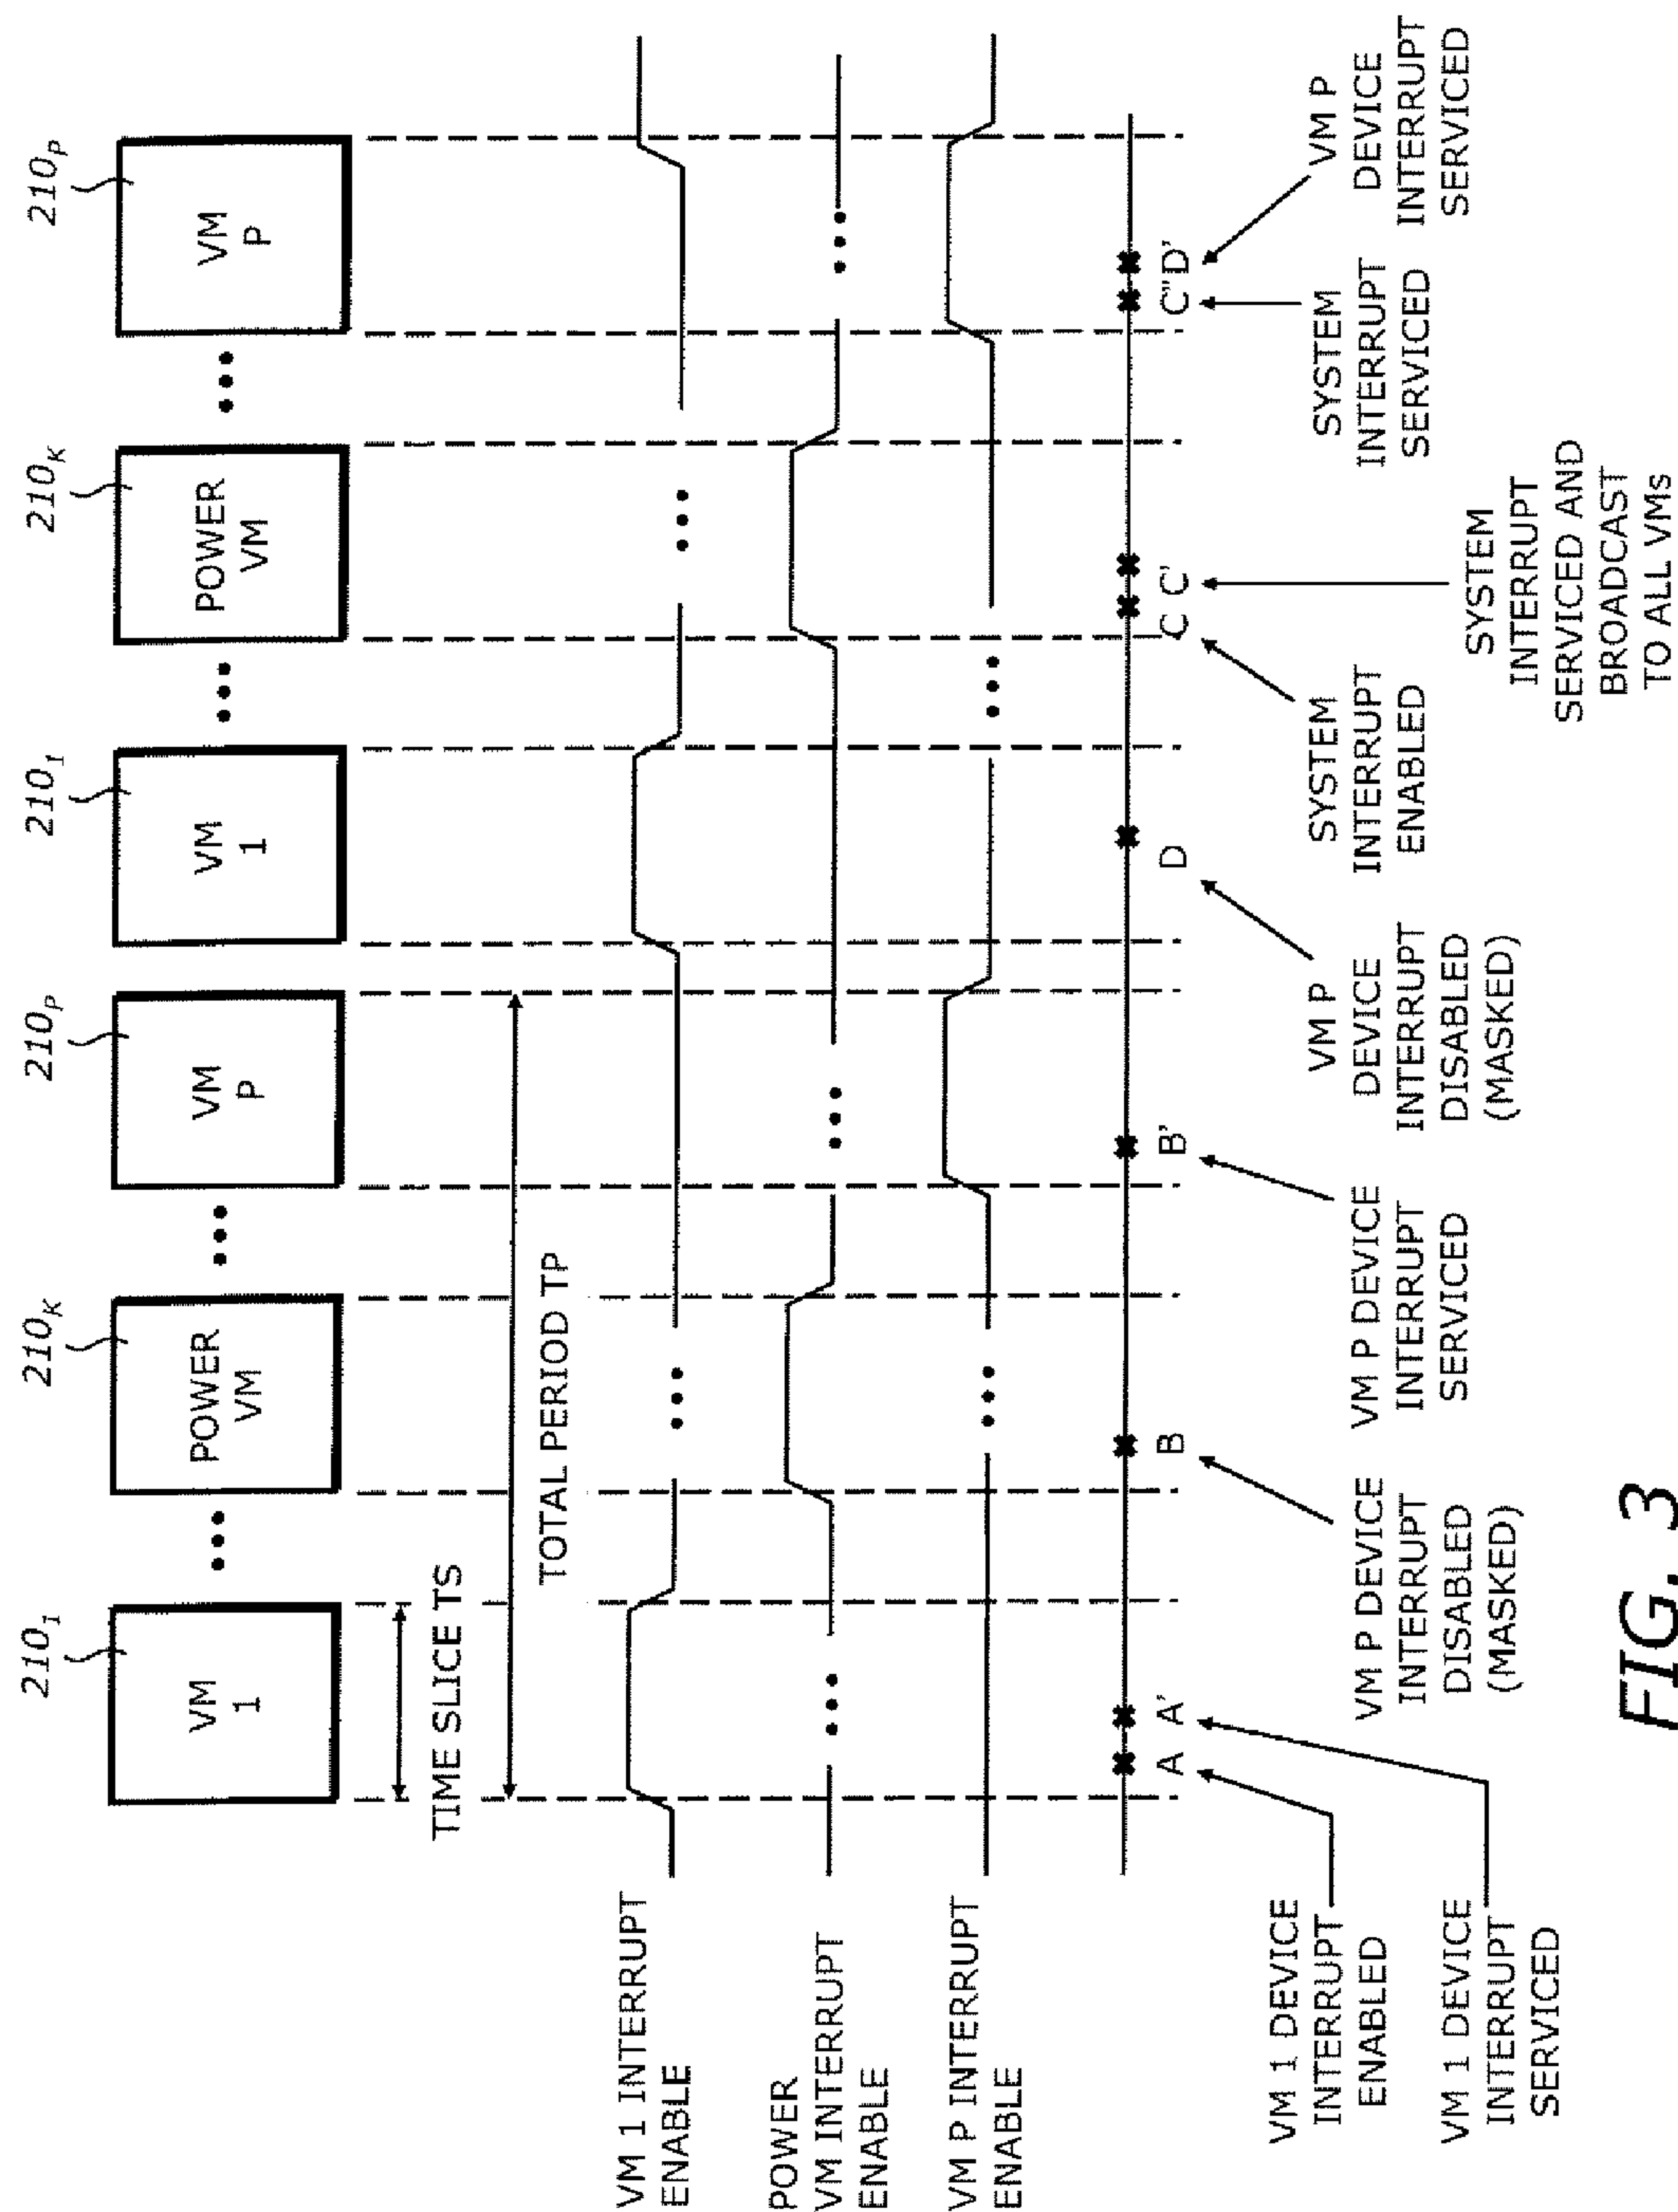 210₁
210ₖ
210ₚ
210₁
210ₖ
210ₚ
VM
1
POWER
VM
VM
P
VM
1
POWER
VM
VM
P
TIME SLICE TS
TOTAL PERIOD TP
VM 1 INTERRUPT
ENABLE
POWER
VM INTERRUPT
ENABLE
VM P INTERRUPT
ENABLE
A
A'
B
B'
D
C
C'
C"
D'
VM 1 DEVICE
INTERRUPT
ENABLED
VM 1 DEVICE
INTERRUPT
SERVICED
VM P DEVICE
INTERRUPT
DISABLED
(MASKED)
VM P DEVICE
INTERRUPT
SERVICED
VM P
DEVICE
INTERRUPT
DISABLED
(MASKED)
SYSTEM
INTERRUPT
ENABLED
SYSTEM
INTERRUPT
SERVICED AND
BROADCAST
TO ALL VMs
SYSTEM
INTERRUPT
SERVICED
VM P
DEVICE
INTERRUPT
SERVICED
FIG. 3